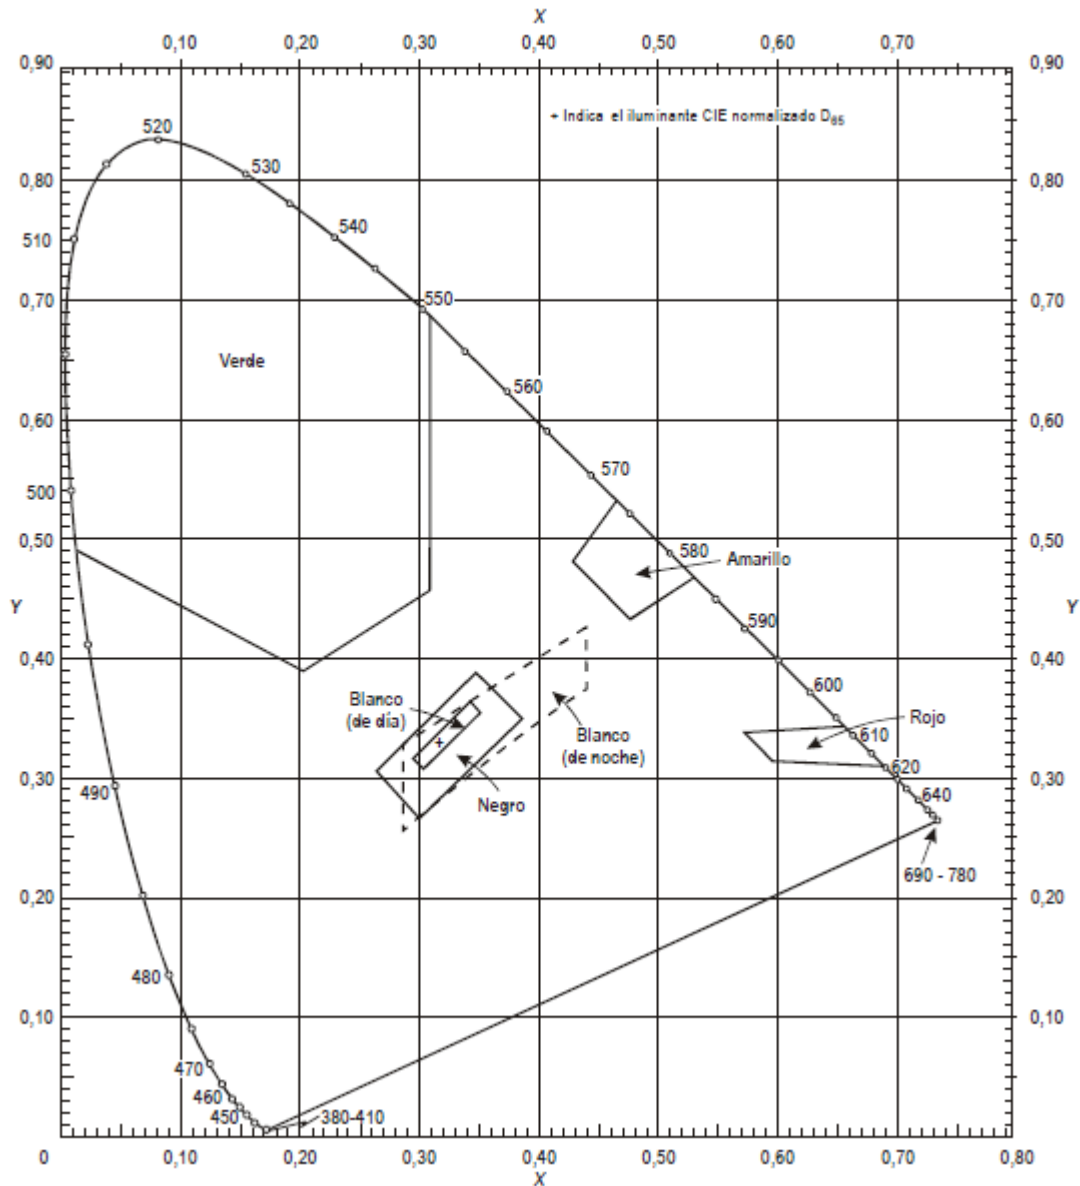 X
0,10 0,20 0,30 0,40 0,50 0,60 0,70
0,90 0,90
+ Indica el iluminante CIE normalizado D65
520
530
0,80 0,80
540
510
550
0,70 0,70
Verde
560
0,60 0,60
570
500
0,50 0,50
580
Amarillo
Y Y
590
0,40 0,40
600
Blanco
(de día)
Rojo
Blanco
(de noche)
610
0,30 620 0,30
490
Negro
640
690 - 780
0,20 0,20
480
0,10 0,10
470
460
450
380-410
0 0,10 0,20 0,30 0,40 0,50 0,60 0,70 0,80
X